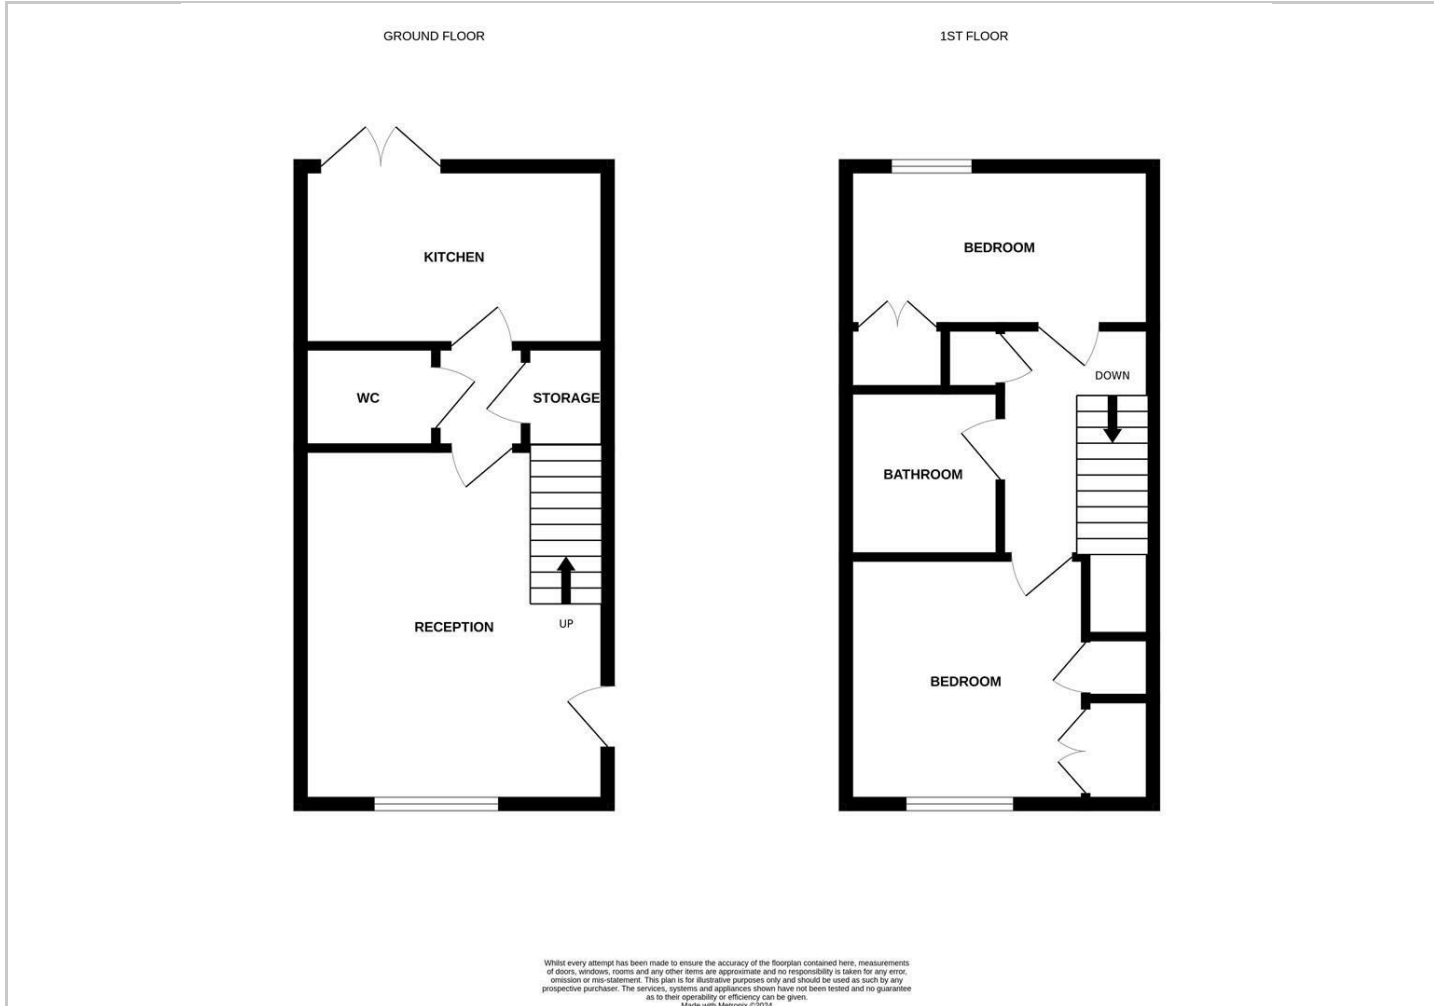 GROUND FLOOR
1ST FLOOR
KITCHEN
WC
STORAGE
RECEPTION
UP
BEDROOM
DOWN
BATHROOM
BEDROOM
Whilst every attempt has been made to ensure the accuracy of the floorplan contained here, measurements
of doors, windows, rooms and any other items are approximate and no responsibility is taken for any error,
omission or mis-statement. This plan is for illustrative purposes only and should be used as such by any
prospective purchaser. The services, systems and appliances shown have not been tested and no guarantee
as to their operability or efficiency can be given.
Made with Metropix ©2024